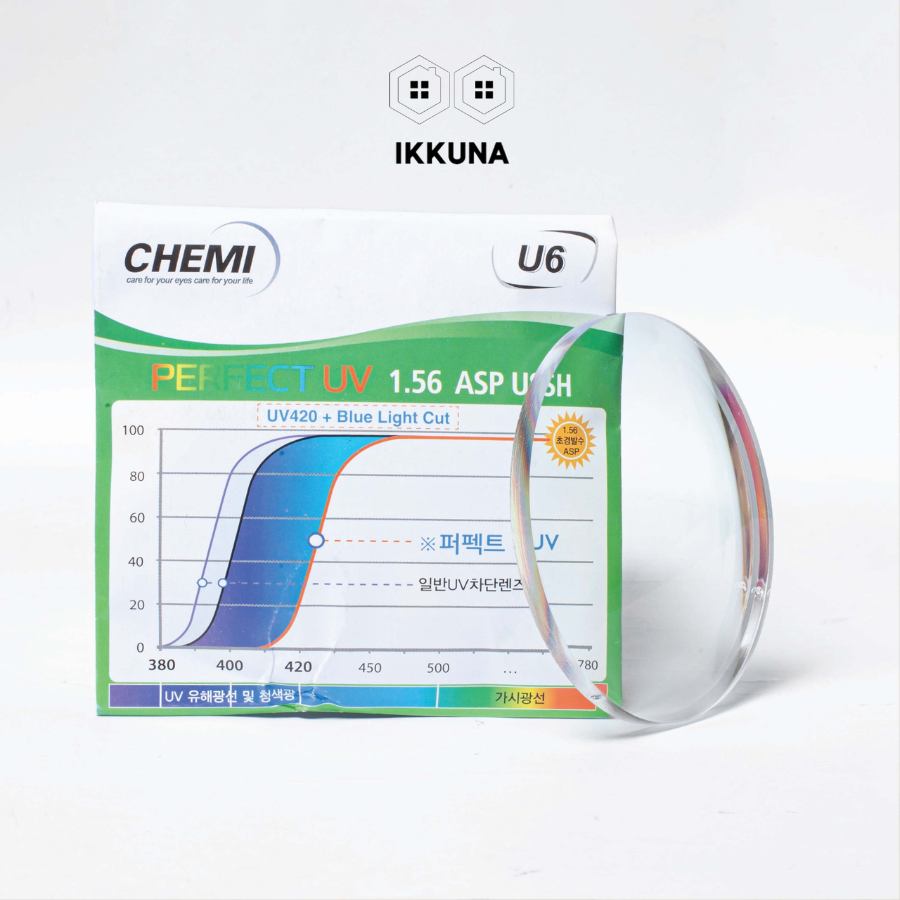 IKKUNA
CHEMI
care for your eyes care for your life
U6
PERFECT UV 1.56 ASP SH
UV420 + Blue Light Cut
1.56
초경발수
ASP
100
80
60
40
20
0
※퍼펙트 UV
일반UV차단렌즈
380 400 420 450 500 ... 780
UV 유해광선 및 청색광
가시광선